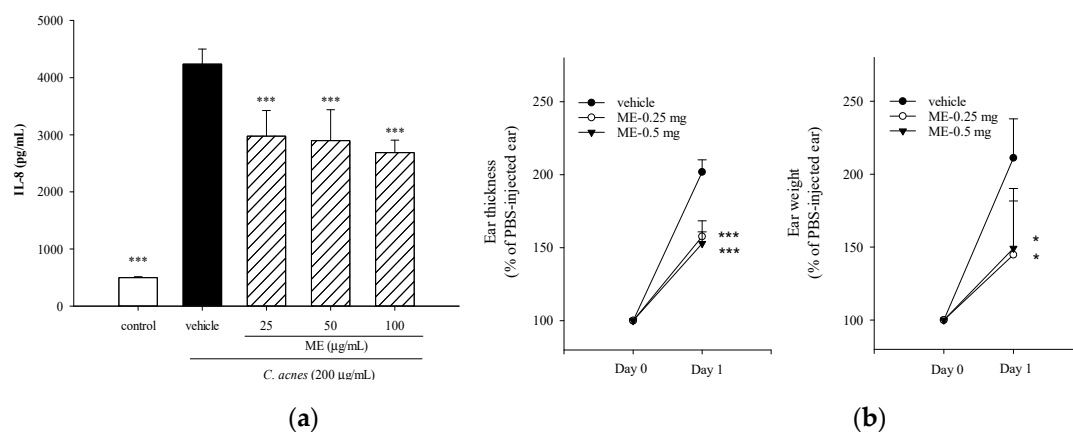 5000
4000
3000
2000
1000
0
IL-8 (pg/mL)
***
***
***
***
control
vehicle
25
50
100
ME (μg/mL)
C. acnes (200 μg/mL)
(a)
250
200
150
100
Ear thickness
(% of PBS-injected ear)
vehicle
ME-0.25 mg
ME-0.5 mg
***
***
Day 0
Day 1
250
200
150
100
Ear weight
(% of PBS-injected ear)
vehicle
ME-0.25 mg
ME-0.5 mg
*
*
Day 0
Day 1
(b)